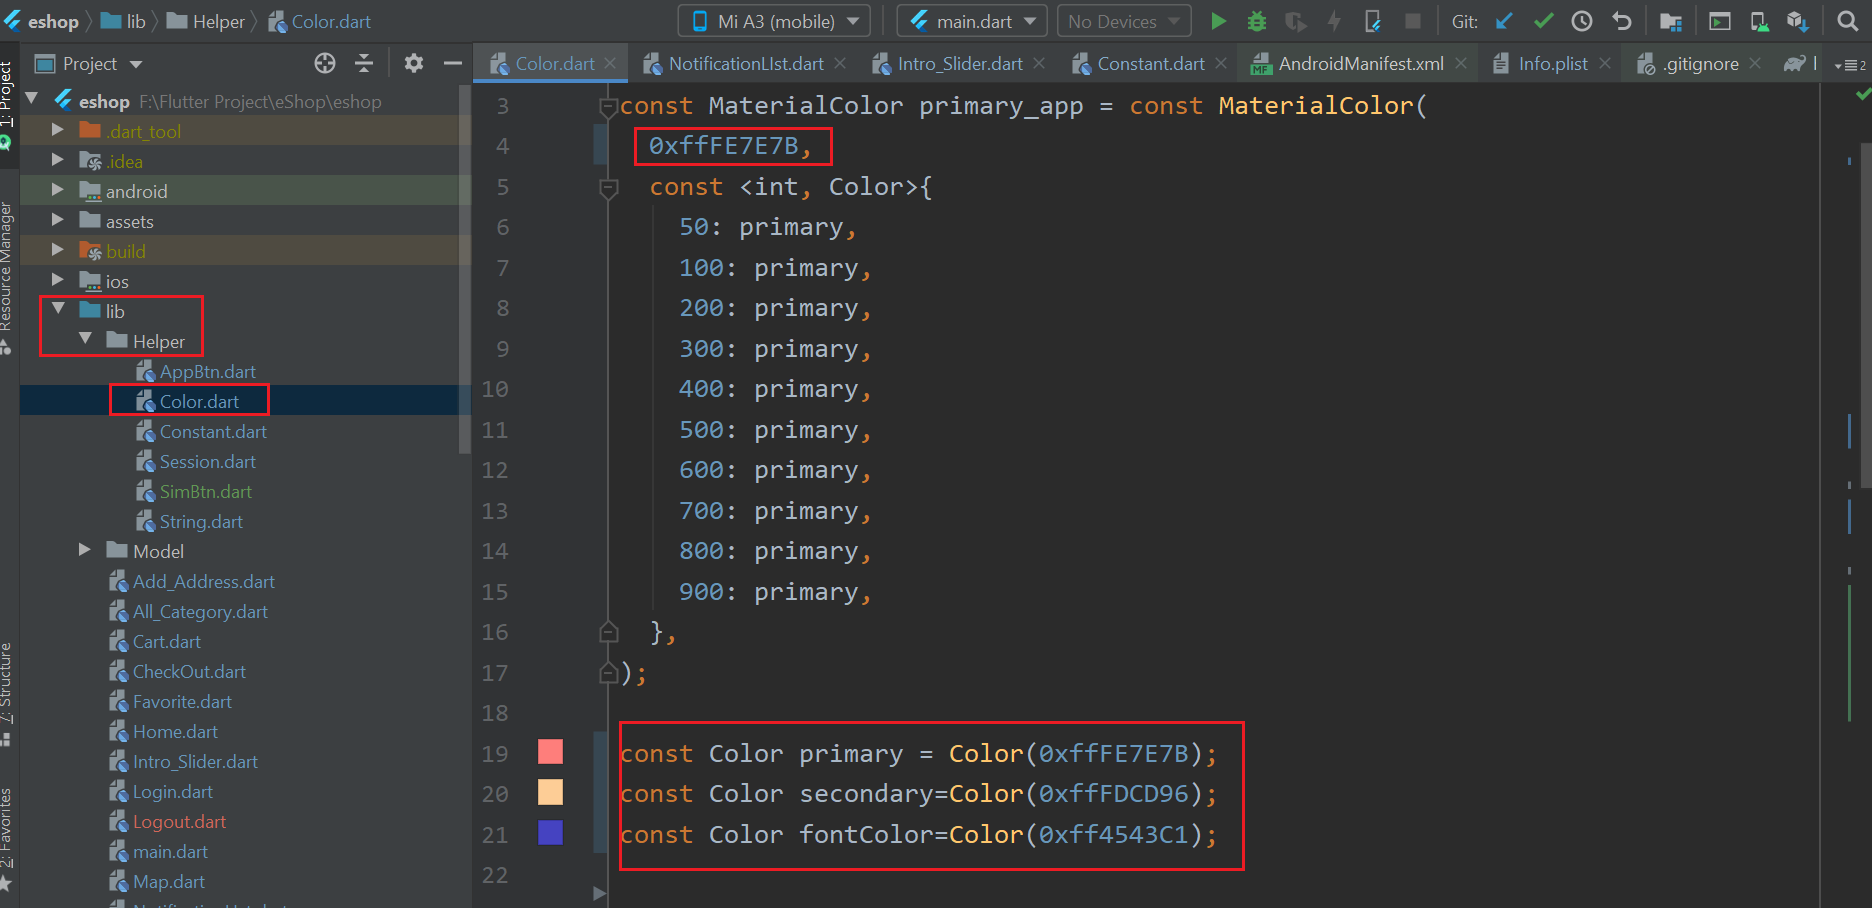 eshop lib Helper Color.dart Mi A3 (mobile) main.dart No Devices Git:
Project
Color.dart NotificationLIst.dart Intro_Slider.dart Constant.dart AndroidManifest.xml Info.plist .gitignore 2
1: Project
Resource Manager
7: Structure
2: Favorites
eshop F:\Flutter Project\eShop\eshop
.dart_tool
.idea
android
assets
build
ios
lib
Helper
AppBtn.dart
Color.dart
Constant.dart
Session.dart
SimBtn.dart
String.dart
Model
Add_Address.dart
All_Category.dart
Cart.dart
CheckOut.dart
Favorite.dart
Home.dart
Intro_Slider.dart
Login.dart
Logout.dart
main.dart
Map.dart
3 const MaterialColor primary_app = const MaterialColor(
4 0xffFE7E7B,
5 const <int, Color>{
6 50: primary,
7 100: primary,
8 200: primary,
9 300: primary,
10 400: primary,
11 500: primary,
12 600: primary,
13 700: primary,
14 800: primary,
15 900: primary,
16 },
17 );
18
19 const Color primary = Color(0xffFE7E7B);
20 const Color secondary=Color(0xffFDCD96);
21 const Color fontColor=Color(0xff4543C1);
22